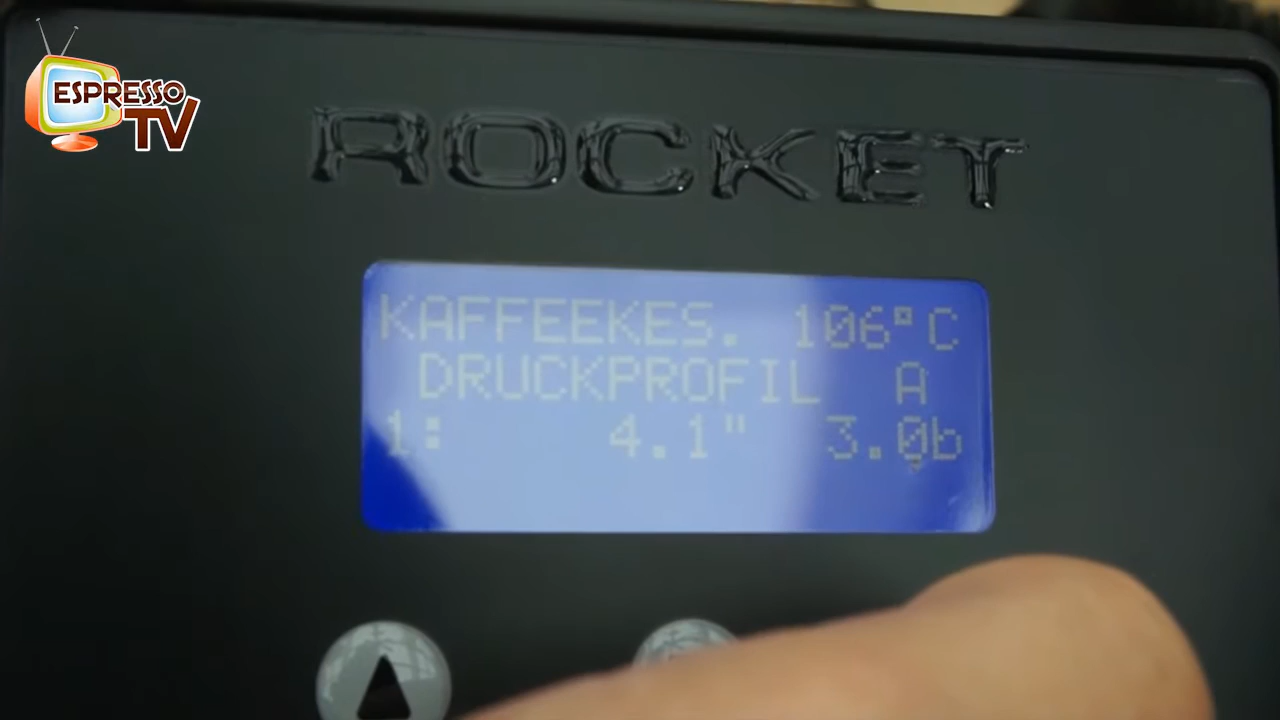 ESPRESSO
TV
ROCKET
KAFFEEKES. 106°C
DRUCKPROFIL A
1: 4.1" 3.0b